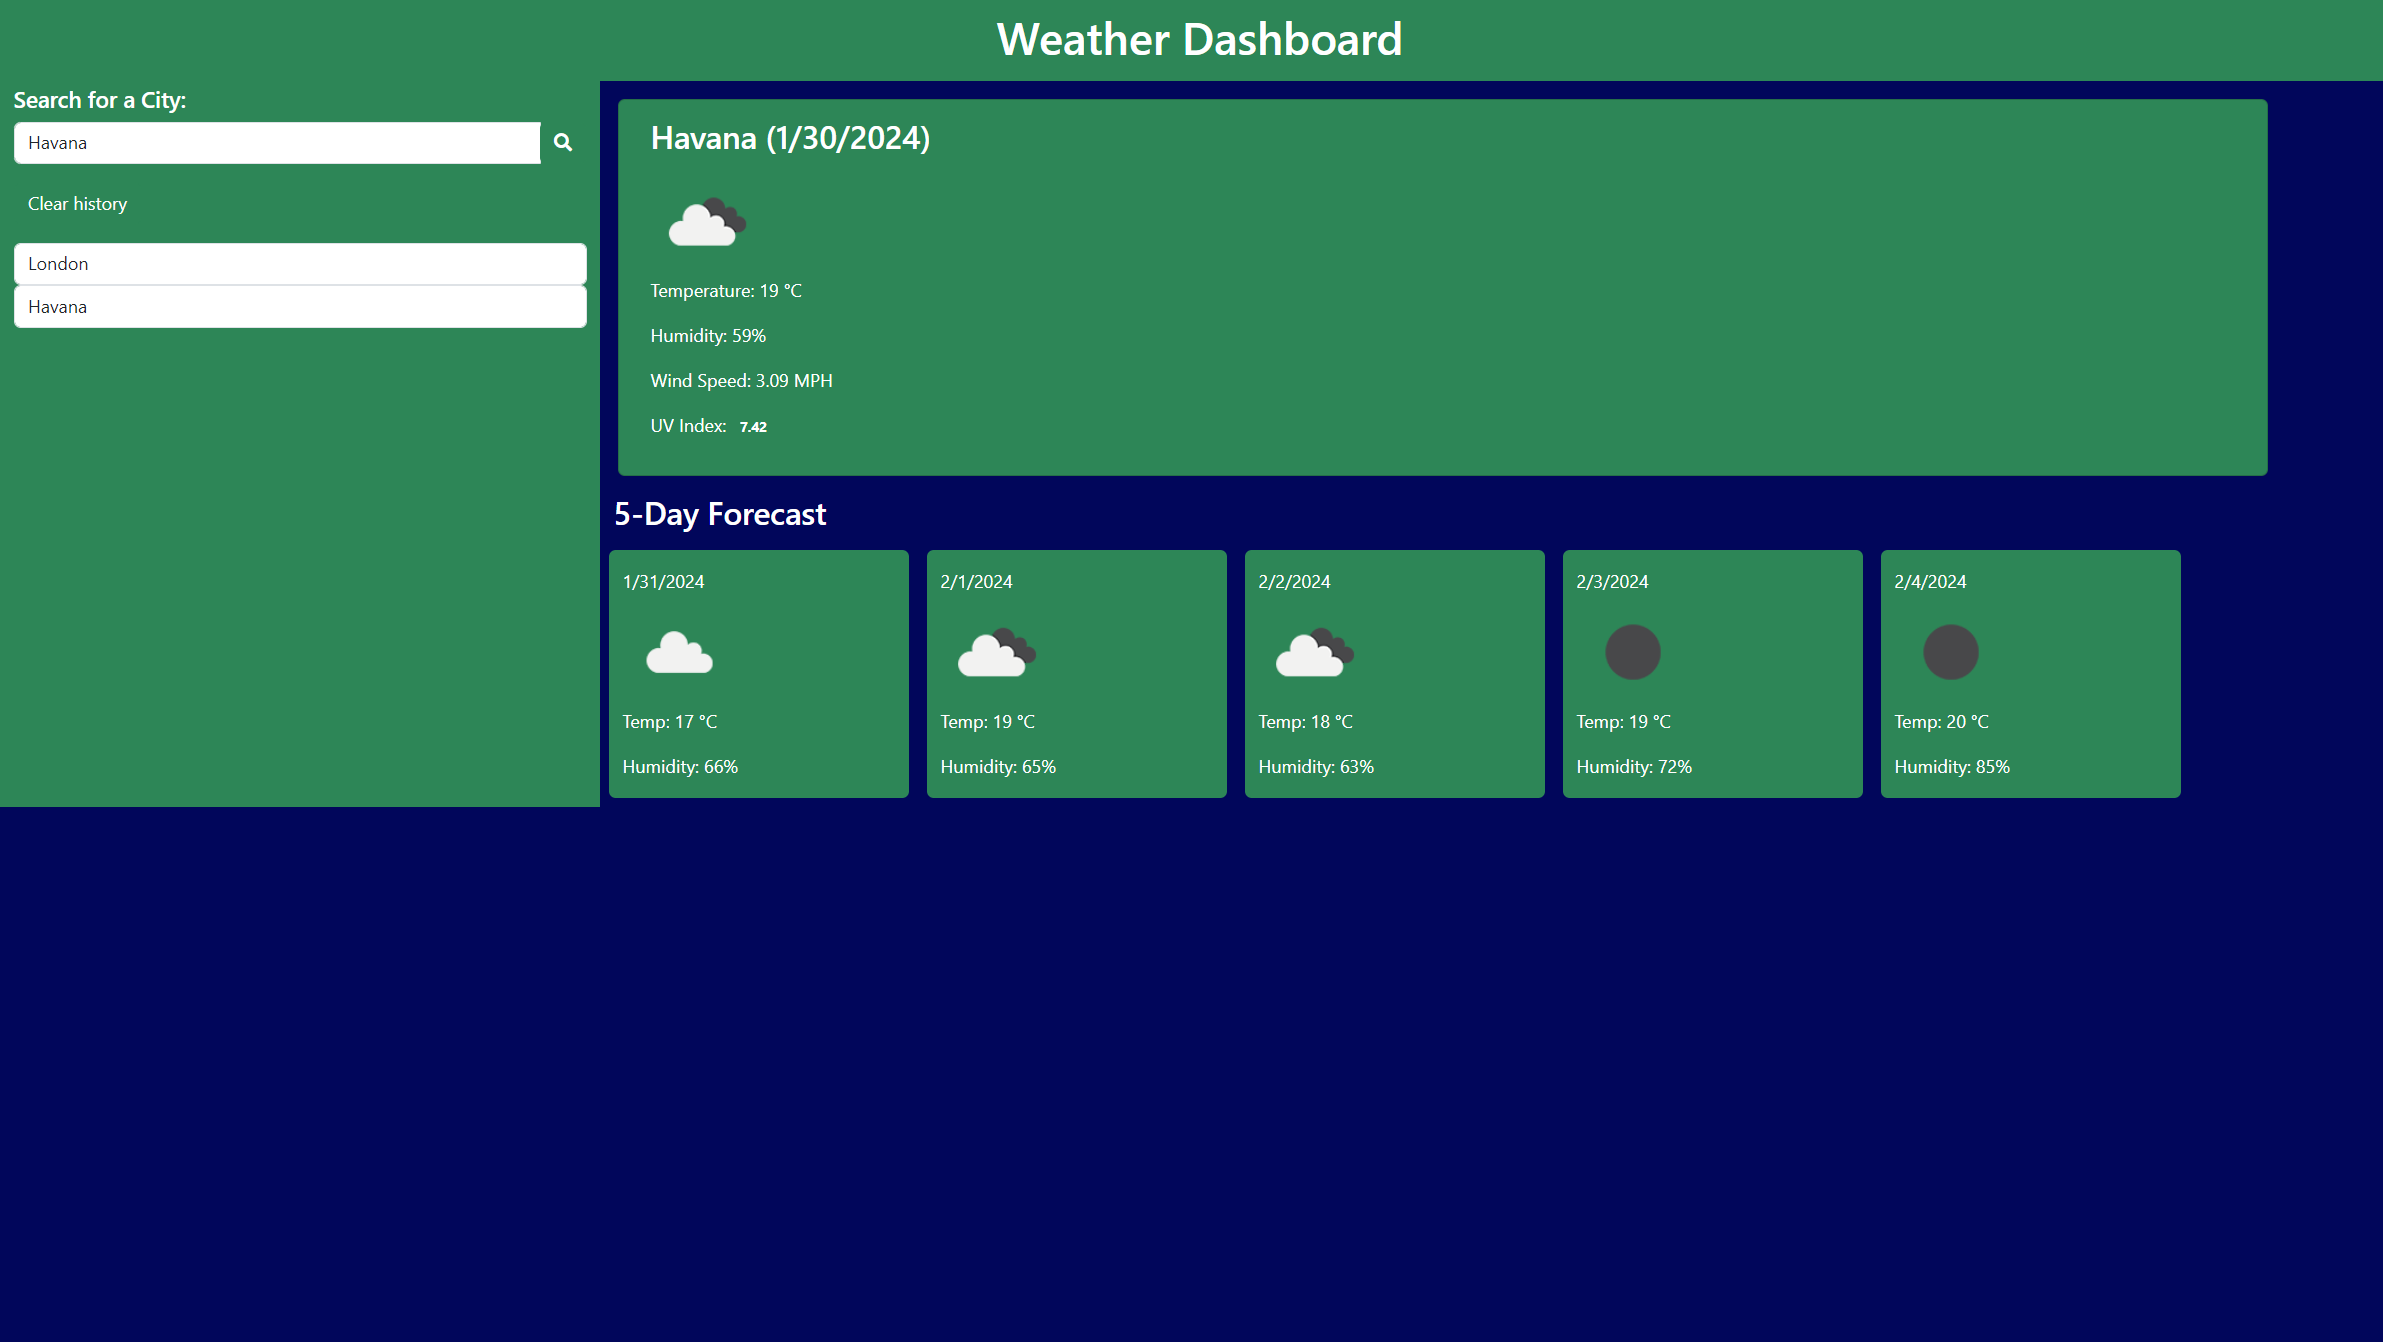 Weather Dashboard
Search for a City:
Havana
Clear history
London
Havana
Havana (1/30/2024)
Temperature: 19 °C
Humidity: 59%
Wind Speed: 3.09 MPH
UV Index: 7.42
5-Day Forecast
1/31/2024
Temp: 17 °C
Humidity: 66%
2/1/2024
Temp: 19 °C
Humidity: 65%
2/2/2024
Temp: 18 °C
Humidity: 63%
2/3/2024
Temp: 19 °C
Humidity: 72%
2/4/2024
Temp: 20 °C
Humidity: 85%